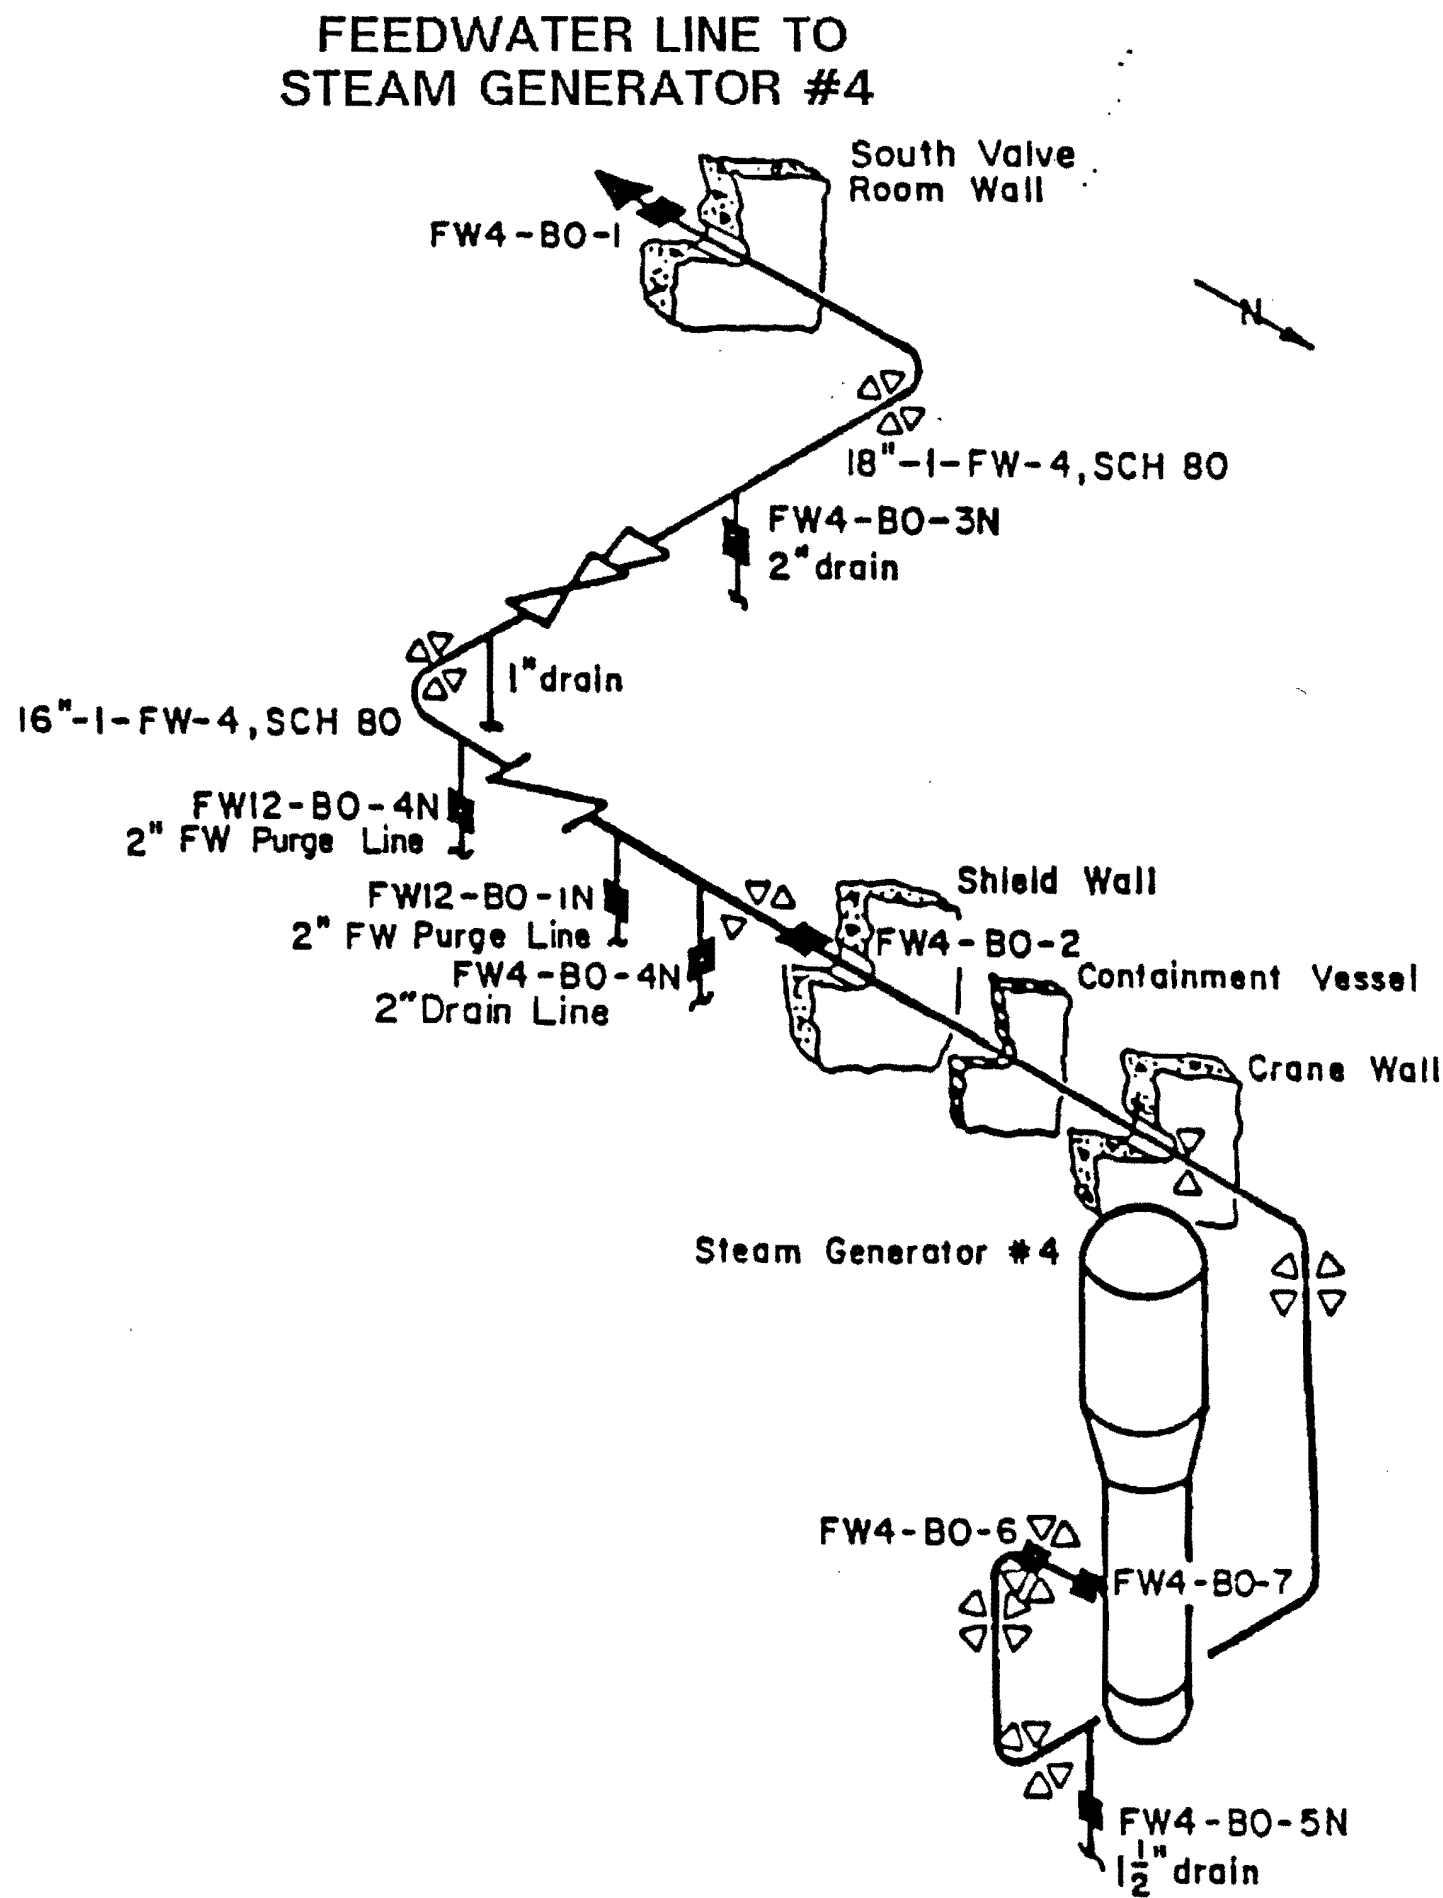 FEEDWATER LINE TO
STEAM GENERATOR #4
South Valve
Room Wall
FW4-BO-1
N
18"-1-FW-4, SCH 80
FW4-BO-3N
2" drain
1" drain
16"-1-FW-4, SCH 80
FW12-BO-4N
2" FW Purge Line
FW12-BO-1N
2" FW Purge Line
FW4-BO-4N
2" Drain Line
Shield Wall
FW4-BO-2
Containment Vessel
Crane Wall
Steam Generator #4
FW4-BO-6
FW4-BO-7
FW4-BO-5N
1 1/2" drain